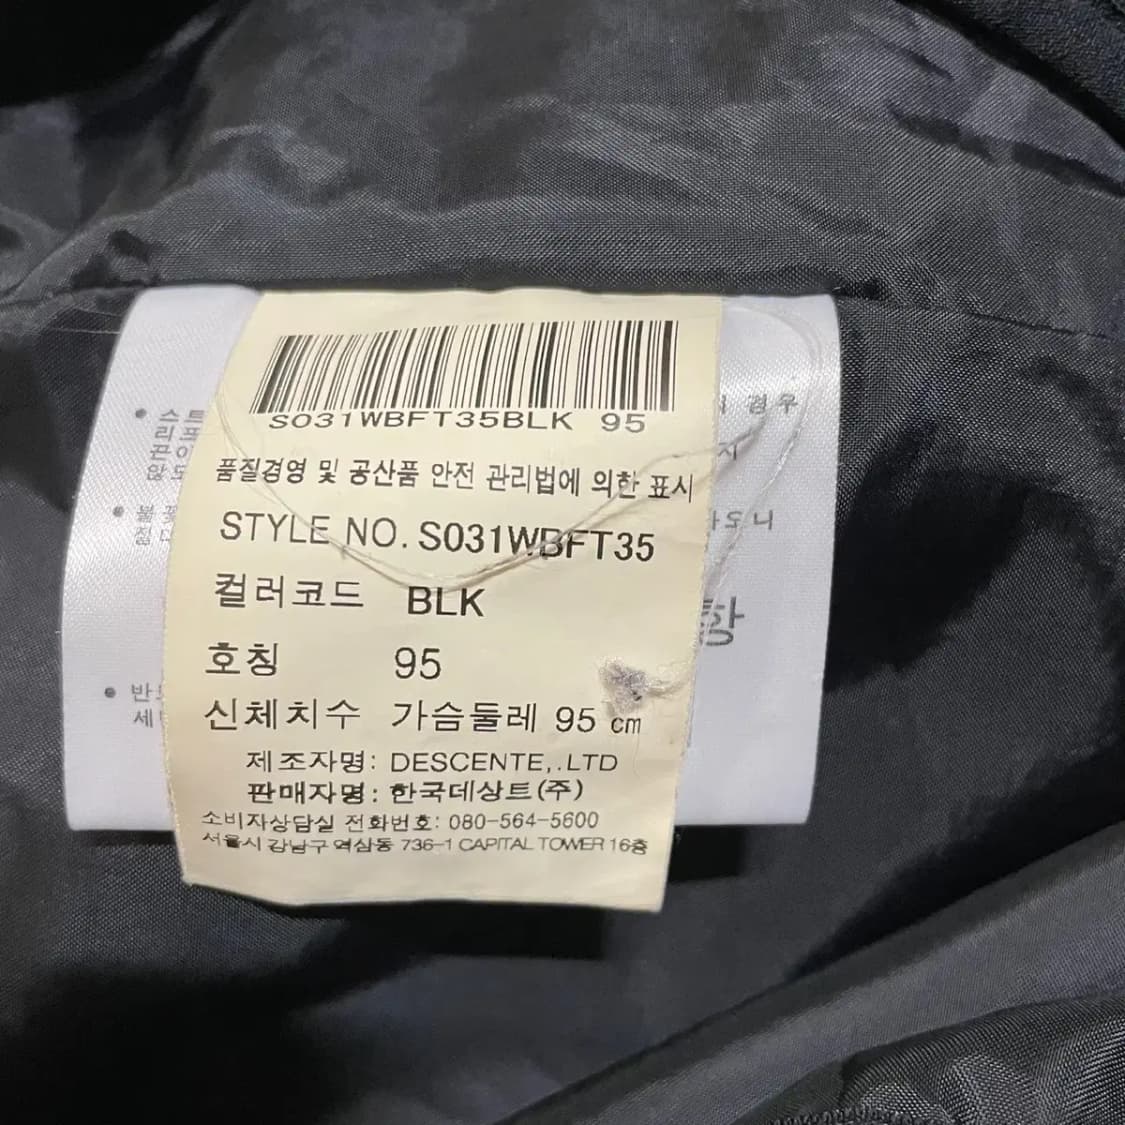 S031WBFT35BLK 95
품질경영 및 공산품 안전 관리법에 의한 표시
STYLE NO. S031WBFT35
컬러코드 BLK
호칭 95
신체치수 가슴둘레 95 cm
제조자명: DESCENTE,.LTD
판매자명: 한국데상트(주)
소비자상담실 전화번호: 080-564-5600
서울시 강남구 역삼동 736-1 CAPITAL TOWER 16층
경우